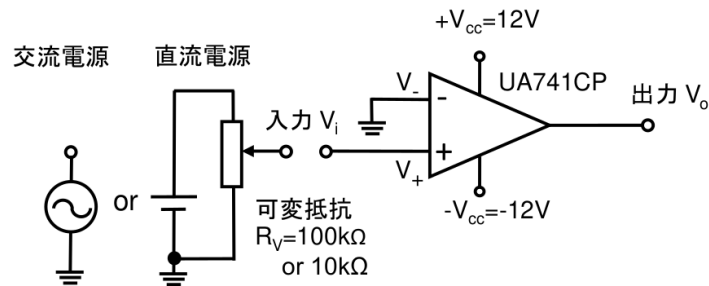 +Vcc=12V
交流電源
直流電源
V-
UA741CP
出力 Vo
入力 Vi
-
+
V+
or
可変抵抗
RV=100kΩ
or 10kΩ
-Vcc=-12V